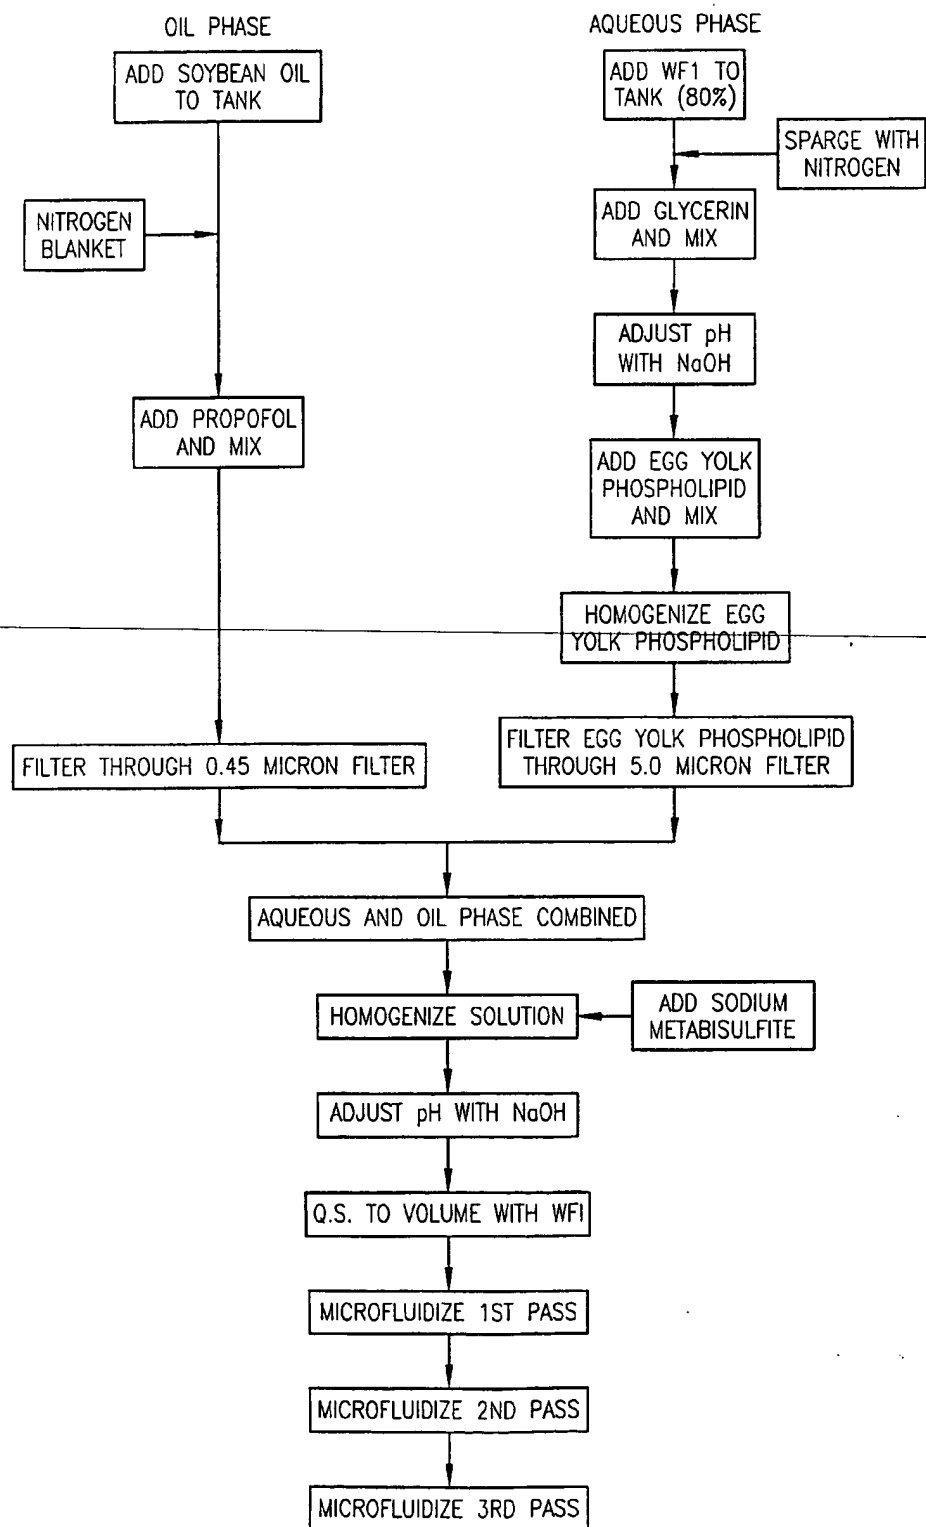 OIL PHASE
ADD SOYBEAN OIL
TO TANK
NITROGEN
BLANKET
ADD PROPOFOL
AND MIX
FILTER THROUGH 0.45 MICRON FILTER
AQUEOUS PHASE
ADD WF1 TO
TANK (80%)
SPARGE WITH
NITROGEN
ADD GLYCERIN
AND MIX
ADJUST pH
WITH NaOH
ADD EGG YOLK
PHOSPHOLIPID
AND MIX
HOMOGENIZE EGG
YOLK PHOSPHOLIPID
FILTER EGG YOLK PHOSPHOLIPID
THROUGH 5.0 MICRON FILTER
AQUEOUS AND OIL PHASE COMBINED
HOMOGENIZE SOLUTION
ADD SODIUM
METABISULFITE
ADJUST pH WITH NaOH
Q.S. TO VOLUME WITH WFI
MICROFLUIDIZE 1ST PASS
MICROFLUIDIZE 2ND PASS
MICROFLUIDIZE 3RD PASS